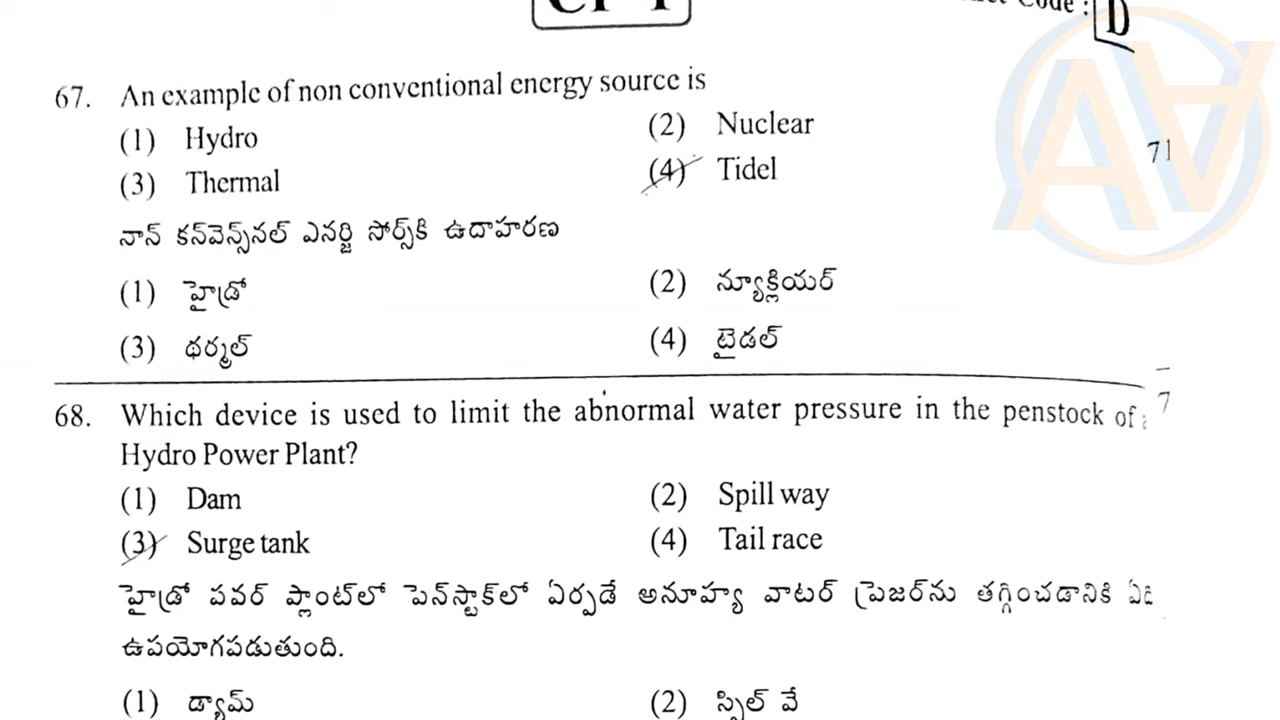 Code : D
67. An example of non conventional energy source is
(1) Hydro (2) Nuclear
(3) Thermal (4) Tidel
నాన్ కన్‌వెన్స్‌నల్ ఎనర్జి సోర్స్‌కి ఉదాహరణ
(1) హైడ్రో (2) న్యూక్లియర్
(3) థర్మల్ (4) టైడల్
71
68. Which device is used to limit the abnormal water pressure in the penstock of
Hydro Power Plant?
(1) Dam (2) Spill way
(3) Surge tank (4) Tail race
హైడ్రో పవర్ ప్లాంట్‌లో పెన్‌స్టాక్‌లో ఏర్పడే అనూహ్య వాటర్ ప్రెజర్‌ను తగ్గించడానికి
ఉపయోగపడుతుంది.
(1) డ్యామ్ (2) స్పిల్ వే
7